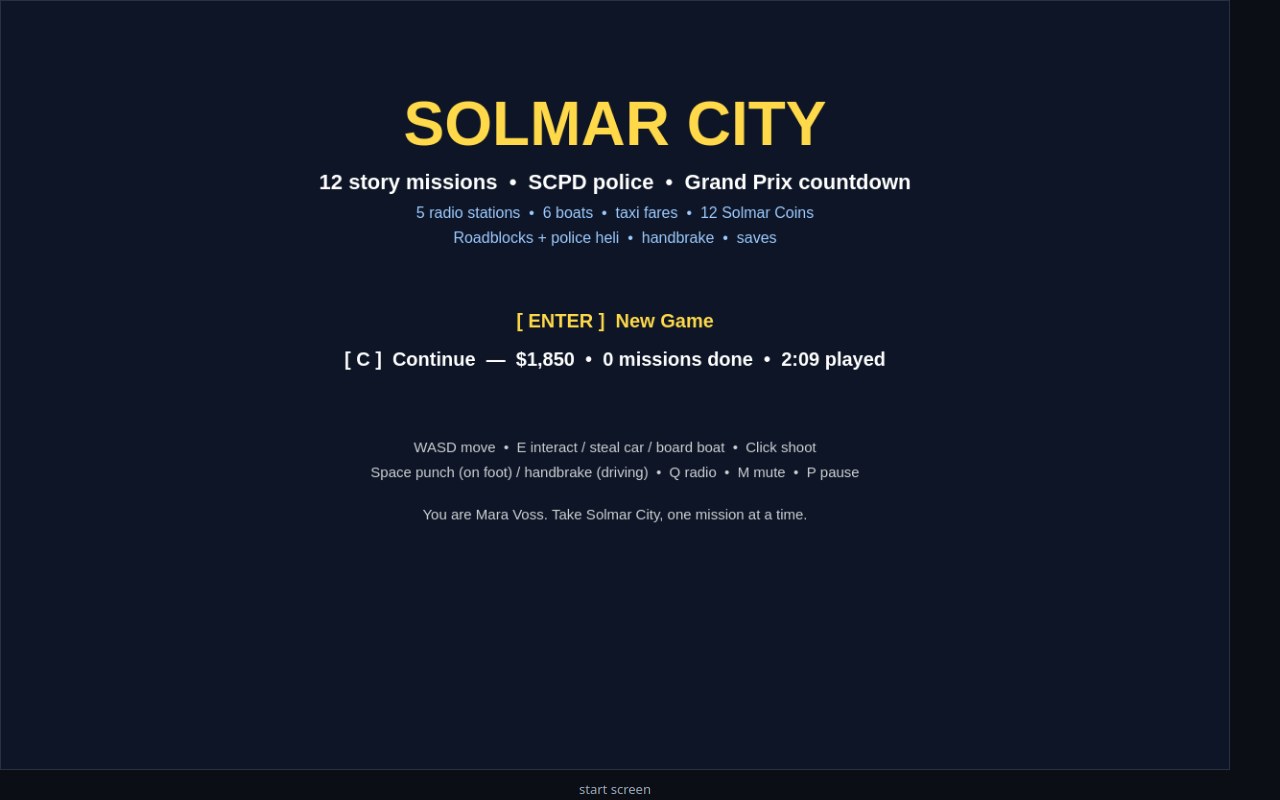 SOLMAR CITY
12 story missions • SCPD police • Grand Prix countdown
5 radio stations • 6 boats • taxi fares • 12 Solmar Coins
Roadblocks + police heli • handbrake • saves
[ ENTER ] New Game
[ C ] Continue — $1,850 • 0 missions done • 2:09 played
WASD move • E interact / steal car / board boat • Click shoot
Space punch (on foot) / handbrake (driving) • Q radio • M mute • P pause
You are Mara Voss. Take Solmar City, one mission at a time.
start screen